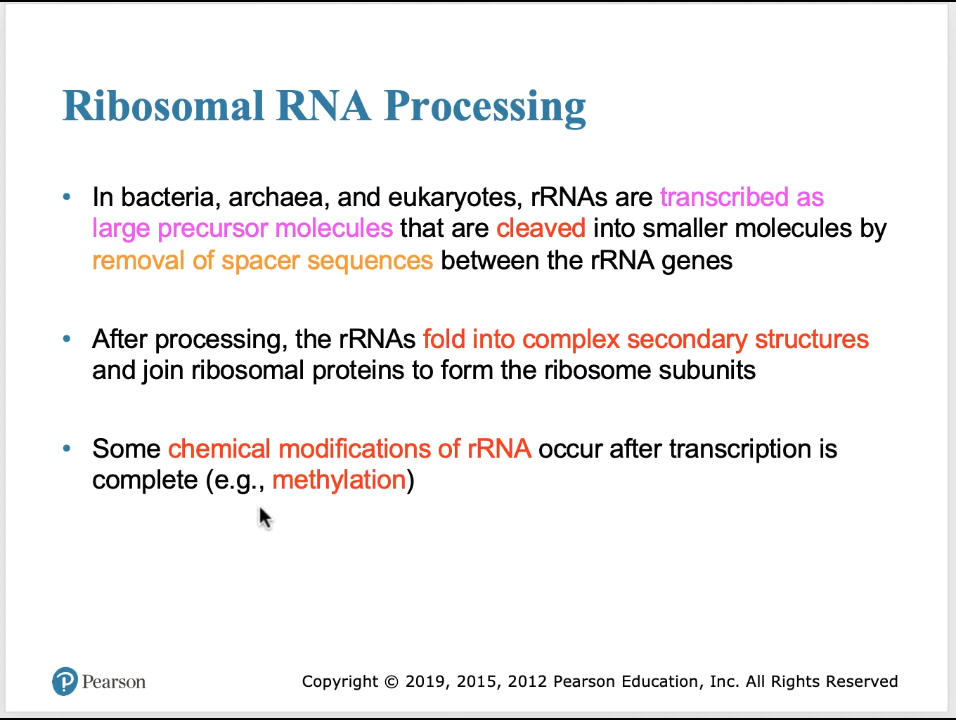 Ribosomal RNA Processing
• In bacteria, archaea, and eukaryotes, rRNAs are transcribed as
large precursor molecules that are cleaved into smaller molecules by
removal of spacer sequences between the rRNA genes
• After processing, the rRNAs fold into complex secondary structures
and join ribosomal proteins to form the ribosome subunits
• Some chemical modifications of rRNA occur after transcription is
complete (e.g., methylation)
P Pearson
Copyright © 2019, 2015, 2012 Pearson Education, Inc. All Rights Reserved